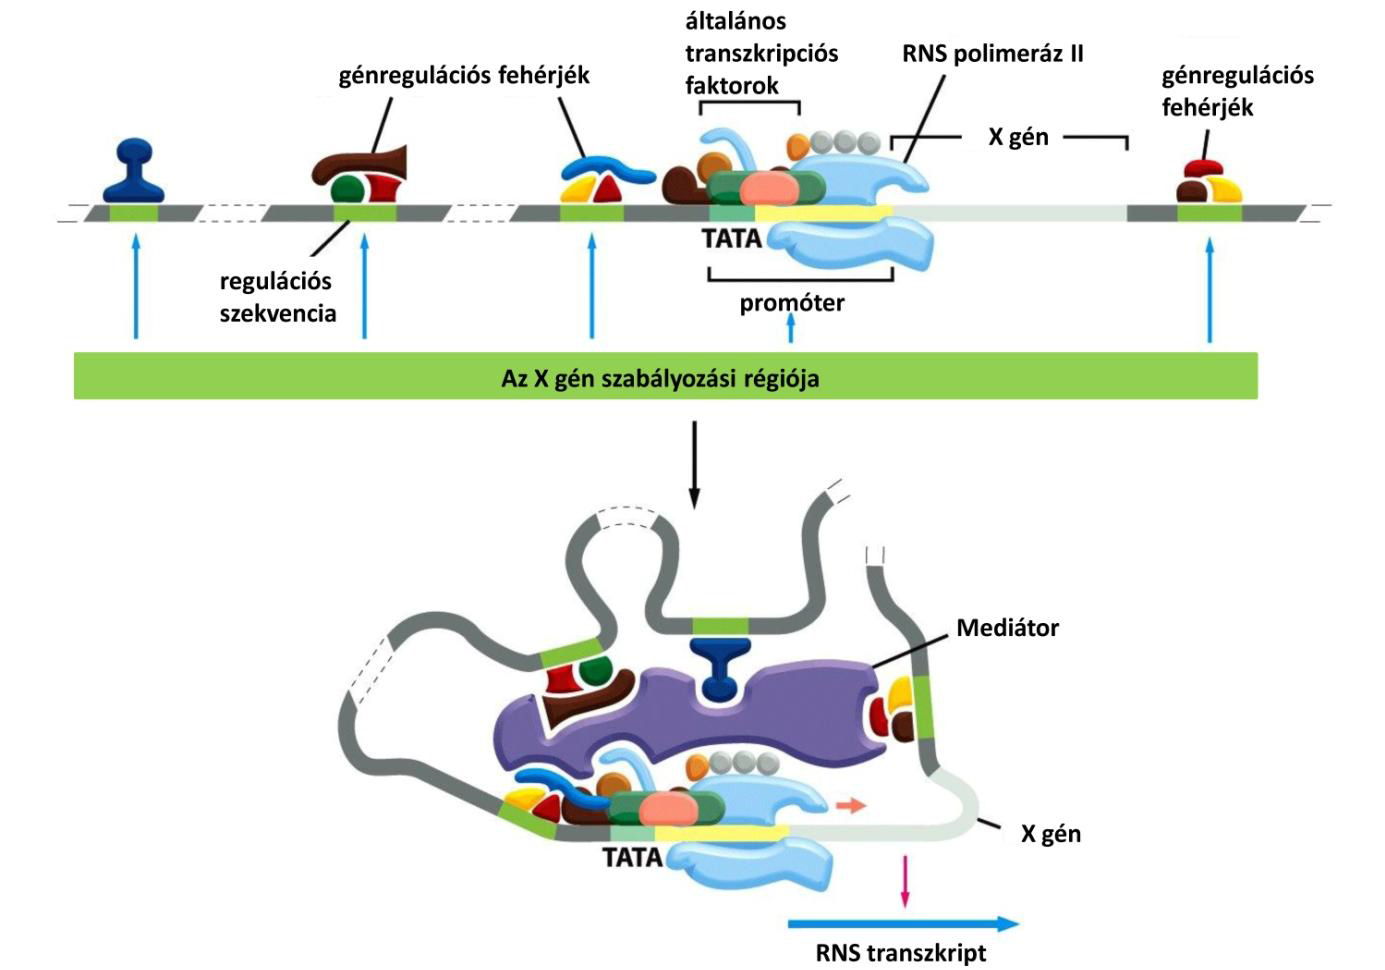 általános
transzkripciós
faktorok
RNS polimeráz II
génregulációs fehérjék
génregulációs
fehérjék
X gén
TATA
regulációs
szekvencia
promóter
Az X gén szabályozási régiója
Mediátor
X gén
TATA
RNS transzkript